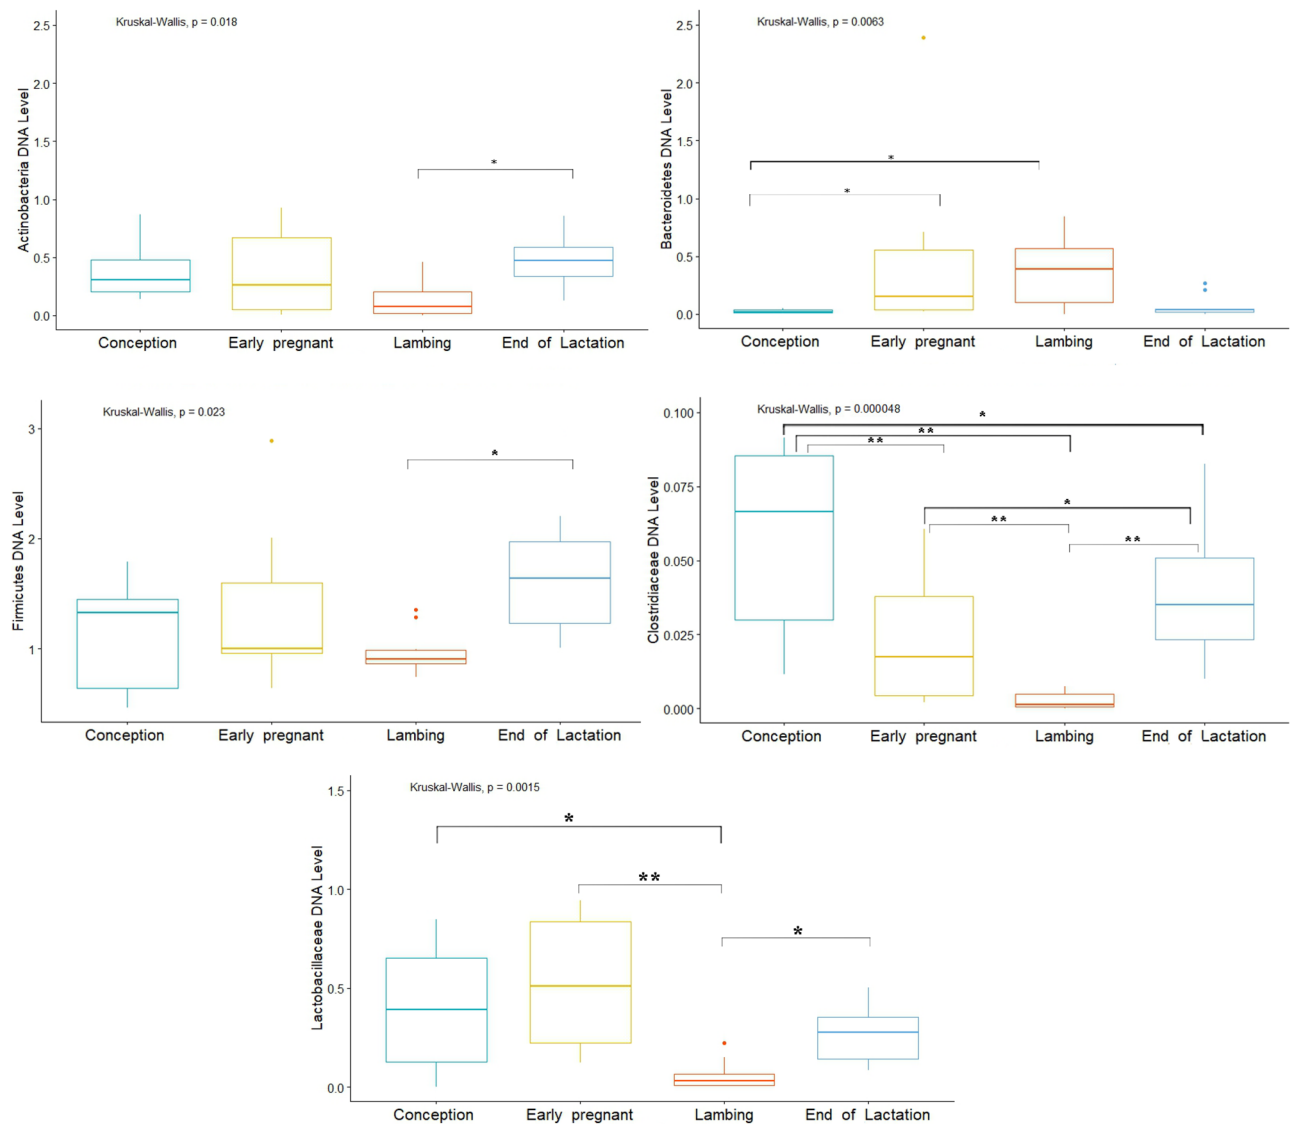 Kruskal-Wallis, p = 0.018
Actinobacteria DNA Level
2.5
2.0
1.5
1.0
0.5
0.0
*
Conception Early pregnant Lambing End of Lactation
Kruskal-Wallis, p = 0.0063
Bacteroidetes DNA Level
2.5
2.0
1.5
1.0
0.5
0.0
*
*
Conception Early pregnant Lambing End of Lactation
Kruskal-Wallis, p = 0.023
Firmicutes DNA Level
3
2
1
*
Conception Early pregnant Lambing End of Lactation
Kruskal-Wallis, p = 0.000048
Clostridiaceae DNA Level
0.100
0.075
0.050
0.025
0.000
*
**
**
*
**
**
Conception Early pregnant Lambing End of Lactation
Kruskal-Wallis, p = 0.0015
Lactobacillaceae DNA Level
1.5
1.0
0.5
0.0
*
**
*
Conception Early pregnant Lambing End of Lactation